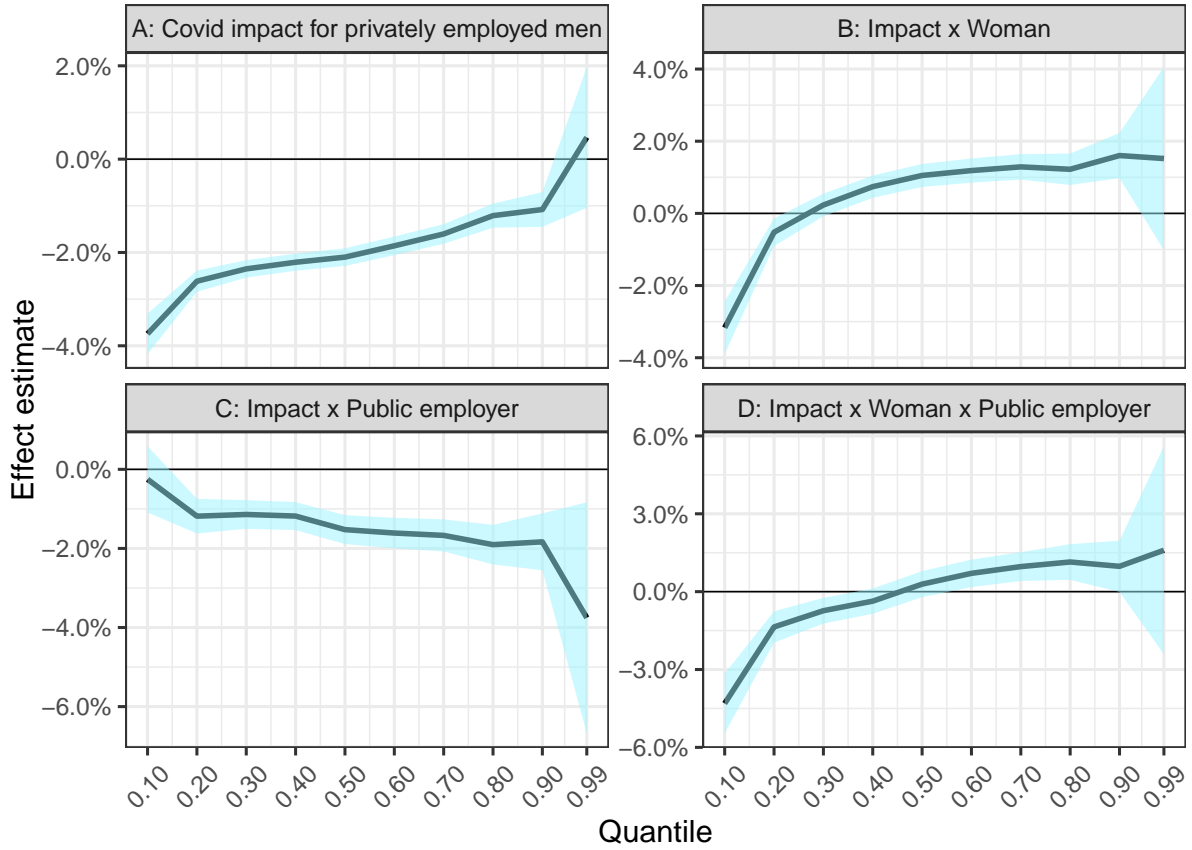 A: Covid impact for privately employed men
B: Impact x Woman
2.0%
0.0%
−2.0%
−4.0%
4.0%
2.0%
0.0%
−2.0%
−4.0%
Effect estimate
C: Impact x Public employer
D: Impact x Woman x Public employer
0.0%
−2.0%
−4.0%
−6.0%
6.0%
3.0%
0.0%
−3.0%
−6.0%
0.10 0.20 0.30 0.40 0.50 0.60 0.70 0.80 0.90 0.99
0.10 0.20 0.30 0.40 0.50 0.60 0.70 0.80 0.90 0.99
Quantile